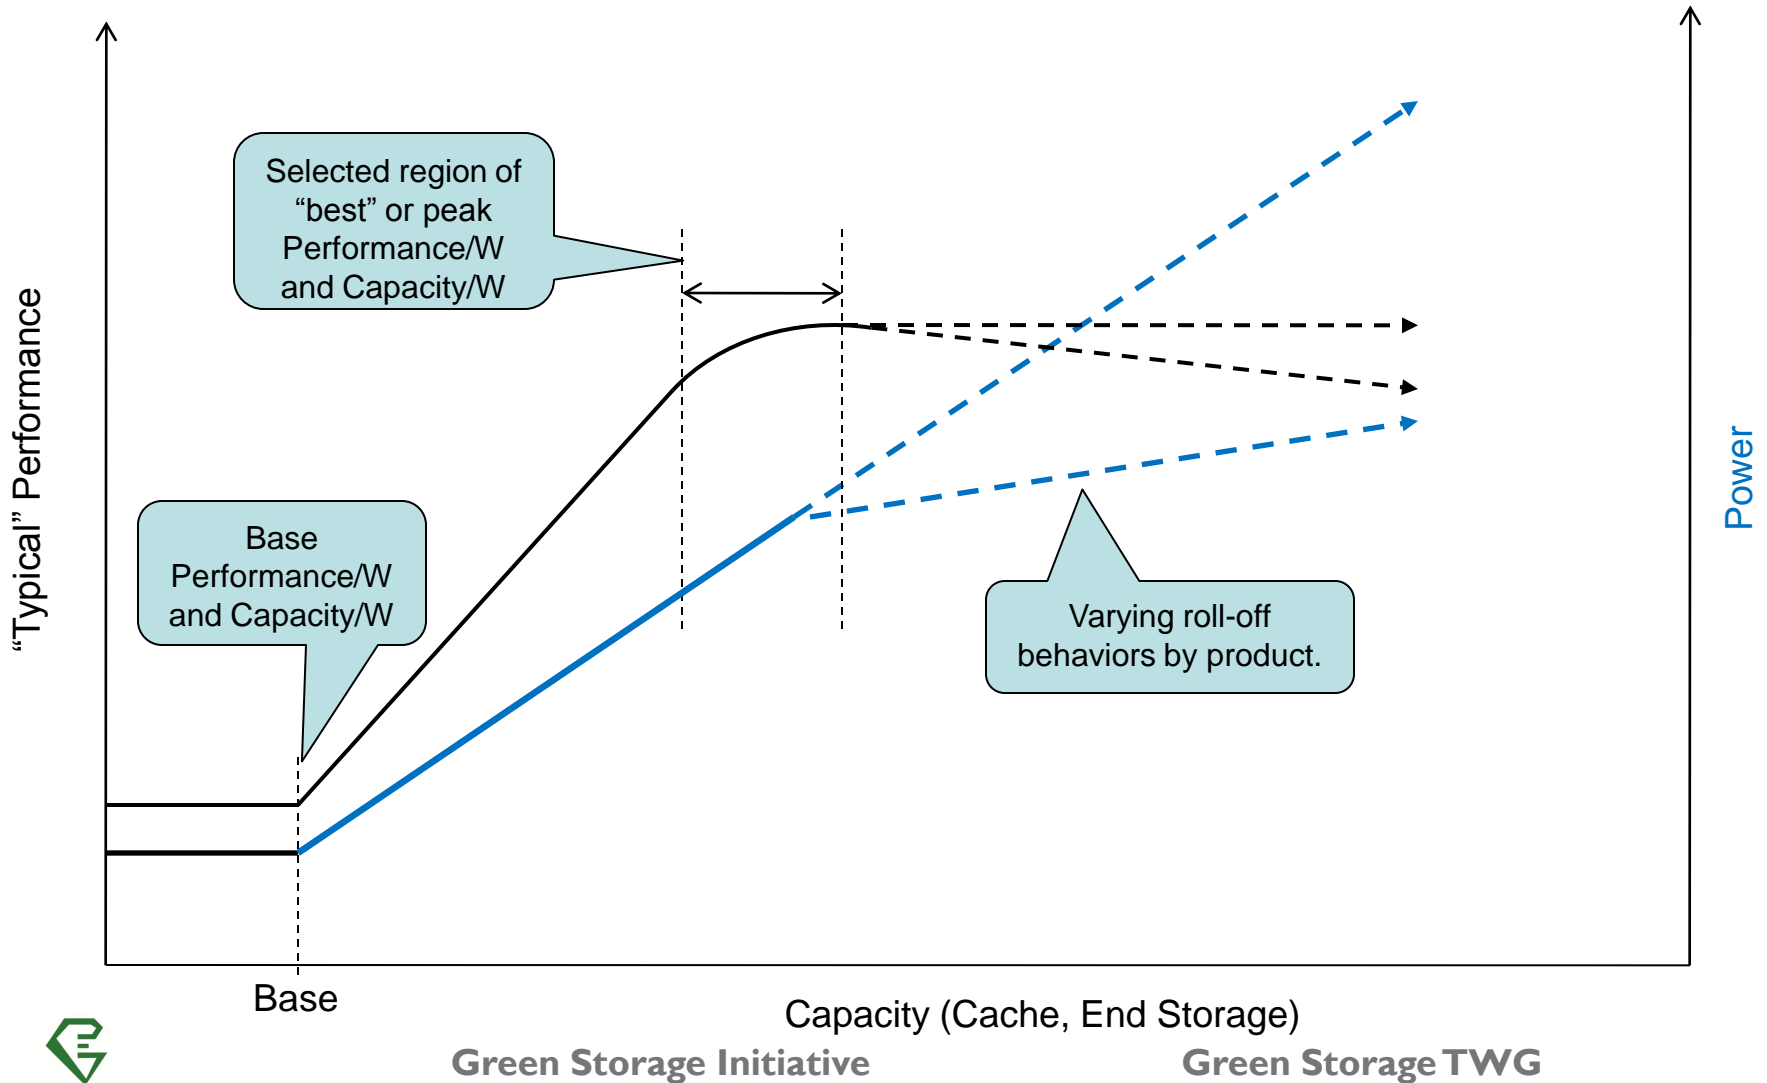 Selected region of
“best” or peak
Performance/W
and Capacity/W
“Typical” Performance
Power
Base
Performance/W
and Capacity/W
Varying roll-off
behaviors by product.
Base
Capacity (Cache, End Storage)
Green Storage Initiative
Green Storage TWG